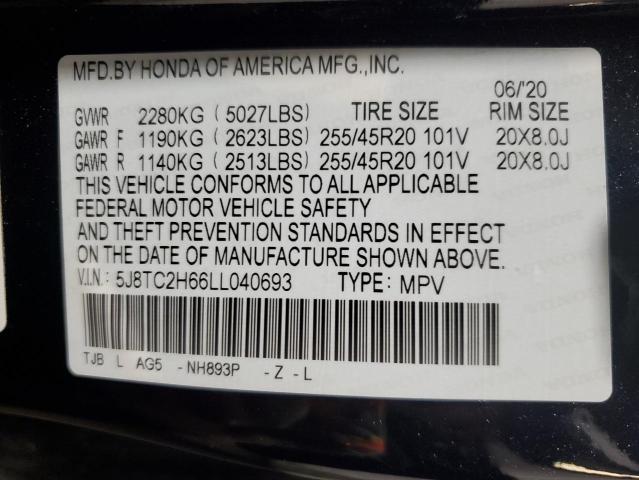 MFD.BY HONDA OF AMERICA MFG.,INC.
06/'20
GVWR 2280KG (5027LBS) TIRE SIZE RIM SIZE
GAWR F 1190KG (2623LBS) 255/45R20 101V 20X8.0J
GAWR R 1140KG (2513LBS) 255/45R20 101V 20X8.0J
THIS VEHICLE CONFORMS TO ALL APPLICABLE
FEDERAL MOTOR VEHICLE SAFETY
AND THEFT PREVENTION STANDARDS IN EFFECT
ON THE DATE OF MANUFACTURE SHOWN ABOVE.
V.I.N.: 5J8TC2H66LL040693 TYPE: MPV
TJB L AG5 -NH893P -Z -L